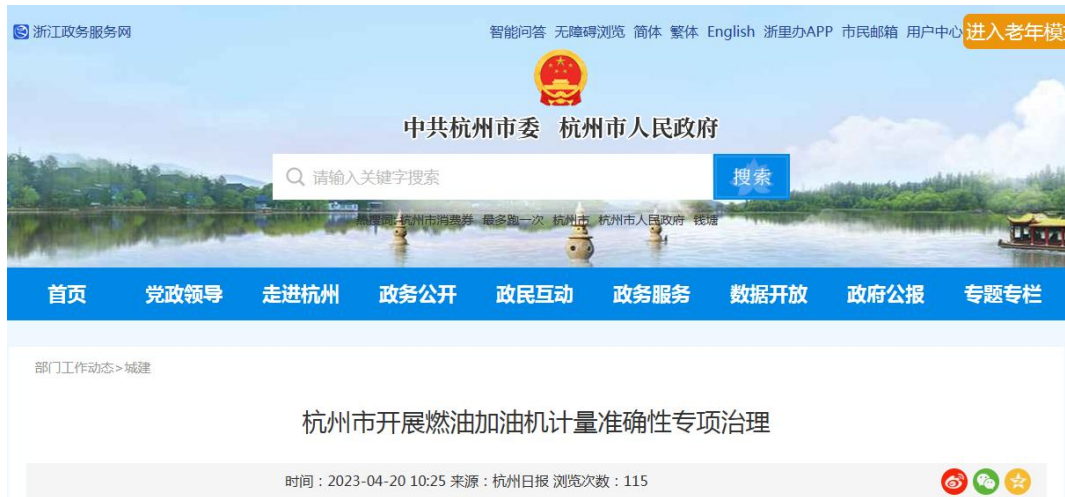 浙江政务服务网
智能问答 无障碍浏览 简体 繁体 English 浙里办APP 市民邮箱 用户中心 进入老年模
中共杭州市委 杭州市人民政府
请输入关键字搜索 搜索
热搜词:杭州市消费券 最多跑一次 杭州市 杭州市人民政府 钱塘
首页 党政领导 走进杭州 政务公开 政民互动 政务服务 数据开放 政府公报 专题专栏
部门工作动态>城建
杭州市开展燃油加油机计量准确性专项治理
时间：2023-04-20 10:25 来源：杭州日报 浏览次数：115